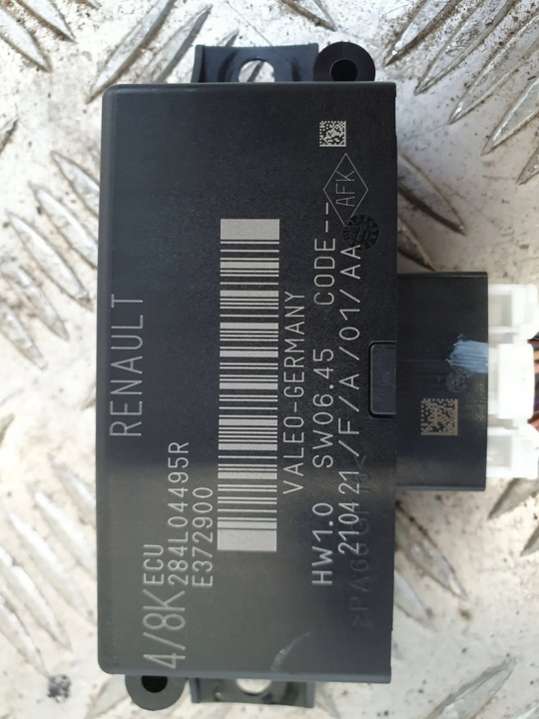 RENAULT
4/8K ECU
284L04495R
E372900
VALEO-GERMANY
HW1.0 SW06.45 CODE--
210421/F/A/01/AA
AFK